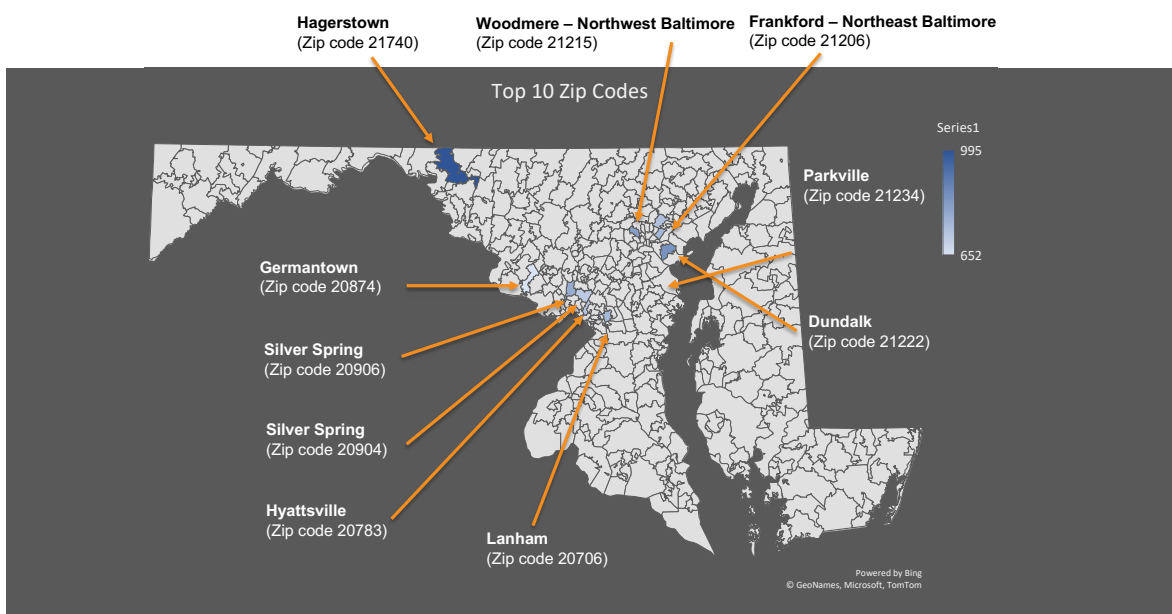 Hagerstown
(Zip code 21740)
Woodmere – Northwest Baltimore
(Zip code 21215)
Frankford – Northeast Baltimore
(Zip code 21206)
Top 10 Zip Codes
Series1
995
652
Parkville
(Zip code 21234)
Germantown
(Zip code 20874)
Dundalk
(Zip code 21222)
Silver Spring
(Zip code 20906)
Silver Spring
(Zip code 20904)
Hyattsville
(Zip code 20783)
Lanham
(Zip code 20706)
Powered by Bing
© GeoNames, Microsoft, TomTom